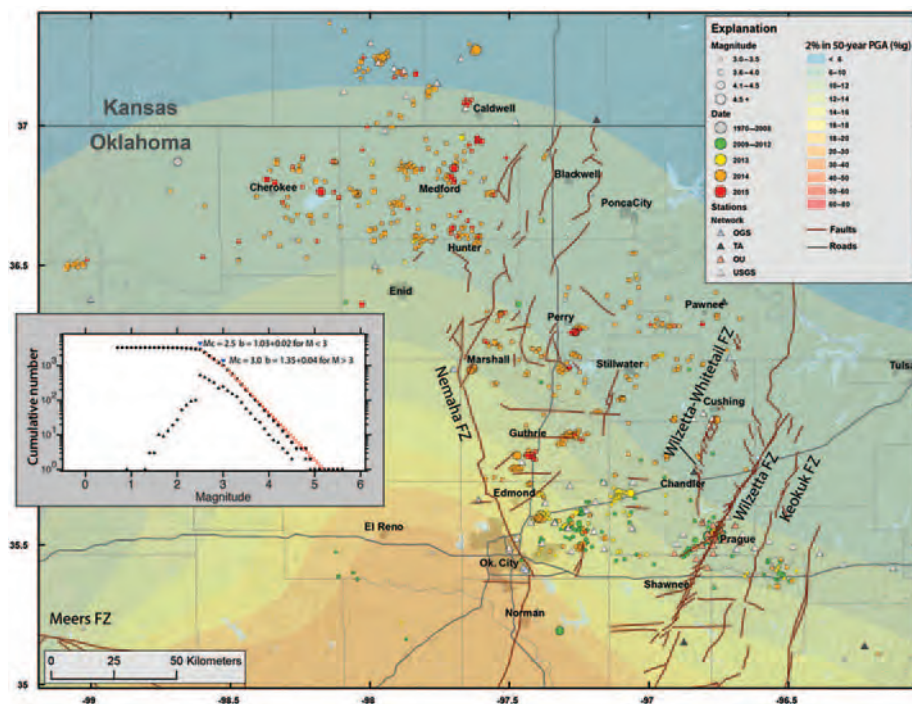 Kansas
Oklahoma
Caldwell
Cherokee
Medford
Blackwell
PoncaCity
Hunter
Enid
Pawnee
Perry
Marshall
Stillwater
Tulsa
Cushing
Nemaha FZ
Wilzetta-Whitetail FZ
Guthrie
Edmond
Chandler
Wilzetta FZ
Keokuk FZ
El Reno
Prague
Ok. City
Shawnee
Norman
Meers FZ
0 25 50 Kilometers
37
36.5
35.5
35
-99 -98 -97.5 -97 -96.5
Explanation
Magnitude
3.0–3.5
3.6–4.0
4.1–4.5
4.5 +
Date
1970–2008
2009–2012
2013
2014
2015
Stations
Network
OGS
TA
OU
USGS
2% in 50-year PGA (%g)
< 6
6–10
10–12
12–14
14–16
16–18
18–20
20–30
30–40
40–50
50–60
60–80
Faults
Roads
Mc = 2.5 b = 1.03+0.02 for M < 3
Mc = 3.0 b = 1.35+0.04 for M > 3
Cumulative number
10³
10²
10¹
10⁰
0 1 2 3 4 5 6
Magnitude